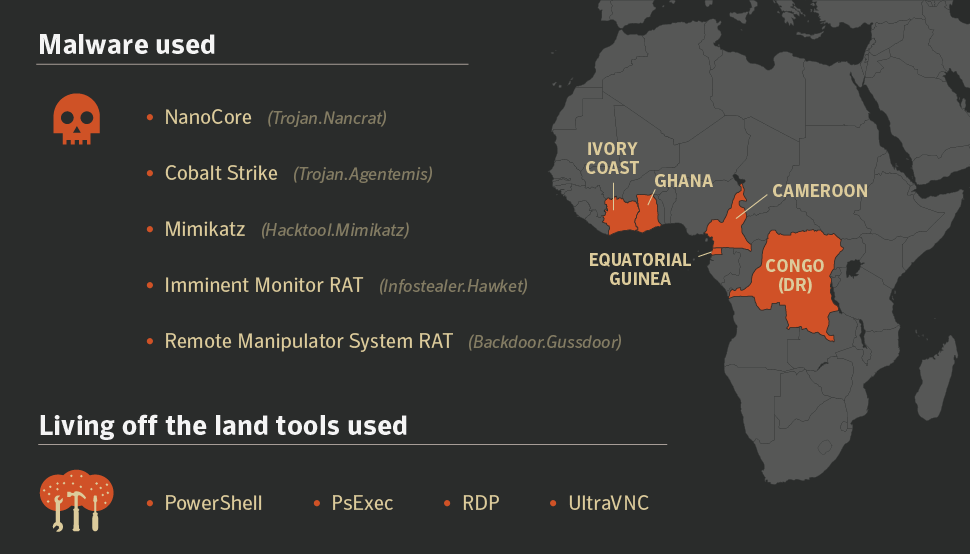 Malware used
NanoCore (Trojan.Nancrat)
Cobalt Strike (Trojan.Agentemis)
Mimikatz (Hacktool.Mimikatz)
Imminent Monitor RAT (Infostealer.Hawket)
Remote Manipulator System RAT (Backdoor.Gussdoor)
IVORY
COAST
GHANA
CAMEROON
EQUATORIAL
GUINEA
CONGO
(DR)
Living off the land tools used
PowerShell
PsExec
RDP
UltraVNC